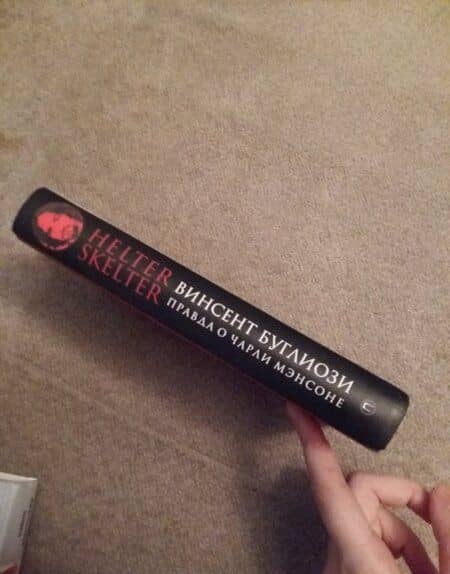 HELTER
SKELTER
ВИНСЕНТ БУГЛИОЗИ
ПРАВДА О ЧАРЛИ МЭНСОНЕ